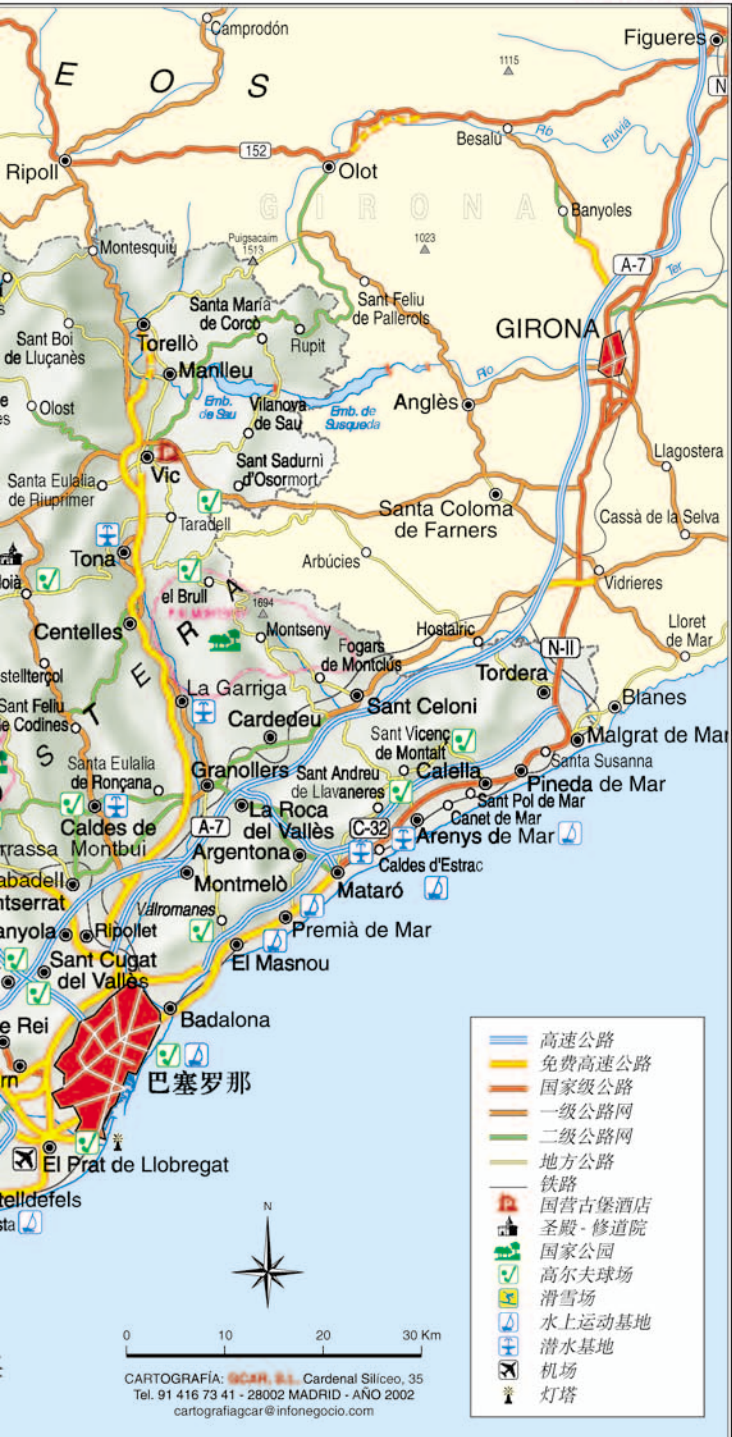 Camprodón
Figueres
1115
E O S
N
Besalú
Río
Fluviá
152
Ripoll
Olot
G I R O N A
Banyoles
Montesquiu
Puigsacaim
1513
1023
A-7
Ter
Sant Feliu
de Pallerols
Santa María
de Corcò
Sant Boi
de Lluçanès
Torellò
Rupit
GIRONA
Manlleu
Río
Emb.
de Sau
Emb. de
Susqueda
Olost
Vilanova
de Sau
Anglès
Vic
Sant Sadurni
d'Osormort
Llagostera
Santa Eulalia
de Riuprimer
Santa Coloma
de Farners
Taradell
Cassà de la Selva
Tona
Arbúcies
el Brull
Vidrieres
1694
Centelles
Montseny
Hostalric
Lloret
de Mar
Fogars
de Montclús
N-II
S T E R A
Tordera
La Garriga
Sant Celoni
Blanes
Sant Feliu
de Codines
Cardedeu
Sant Vicenç
de Montalt
Malgrat de Mar
Santa Susanna
Santa Eulalia
de Ronçana
Granollers
Sant Andreu
de Llavaneres
Calella
Pineda de Mar
Sant Pol de Mar
Canet de Mar
La Roca
del Vallès
Caldes de
Montbui
A-7
C-32
Arenys de Mar
Argentona
Caldes d'Estrac
Montmelò
Mataró
Vallromanes
Premià de Mar
Ripollet
El Masnou
Sant Cugat
del Vallès
Badalona
巴塞罗那
El Prat de Llobregat
高速公路
免费高速公路
国家级公路
一级公路网
二级公路网
地方公路
铁路
国营古堡酒店
圣殿 - 修道院
国家公园
高尔夫球场
滑雪场
水上运动基地
潜水基地
机场
灯塔
N
0 10 20 30 Km
CARTOGRAFÍA: GCAR, S.L. Cardenal Silíceo, 35
Tel. 91 416 73 41 - 28002 MADRID - AÑO 2002
cartografiagcar@infonegocio.com